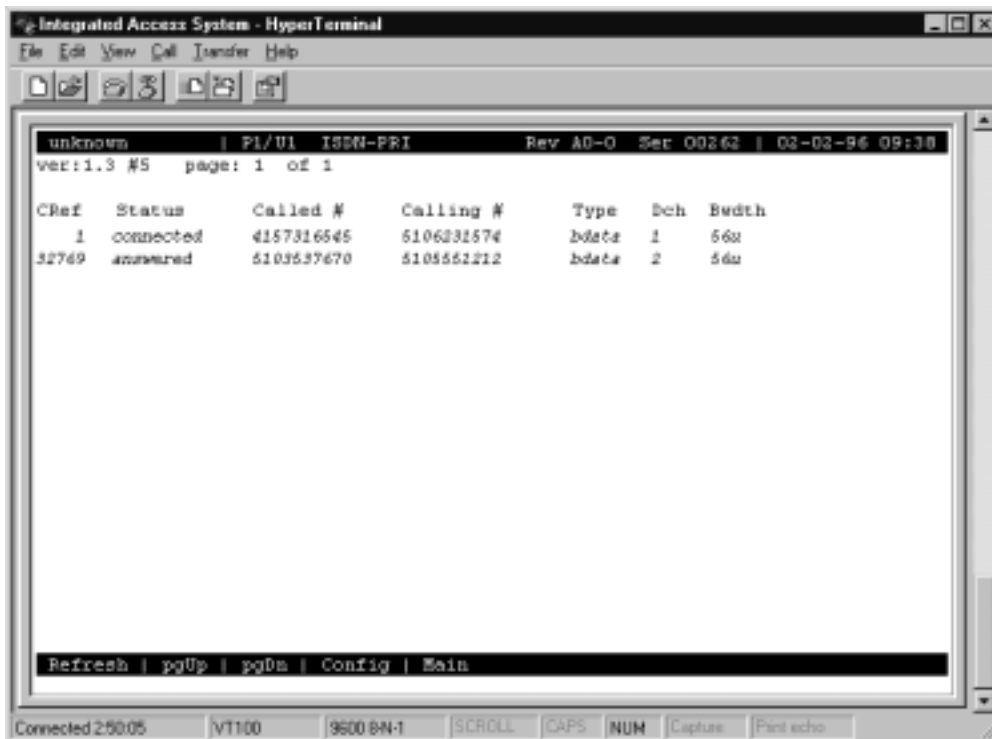 Integrated Access System - HyperTerminal
File Edit View Call Transfer Help
unknown | P1/U1 ISDN-PRI Rev A0-0 Ser 00262 | 02-02-96 09:38
ver:1.3 #5 page: 1 of 1
CRef Status Called # Calling # Type Dch Bwdth
1 connected 4157316545 5106231574 bdata 1 56u
32769 answered 5103537670 5105551212 bdata 2 56u
Refresh | pgUp | pgDn | Config | Main
Connected 2:50:05 VT100 9600 8-N-1 SCROLL CAPS NUM Capture Print echo